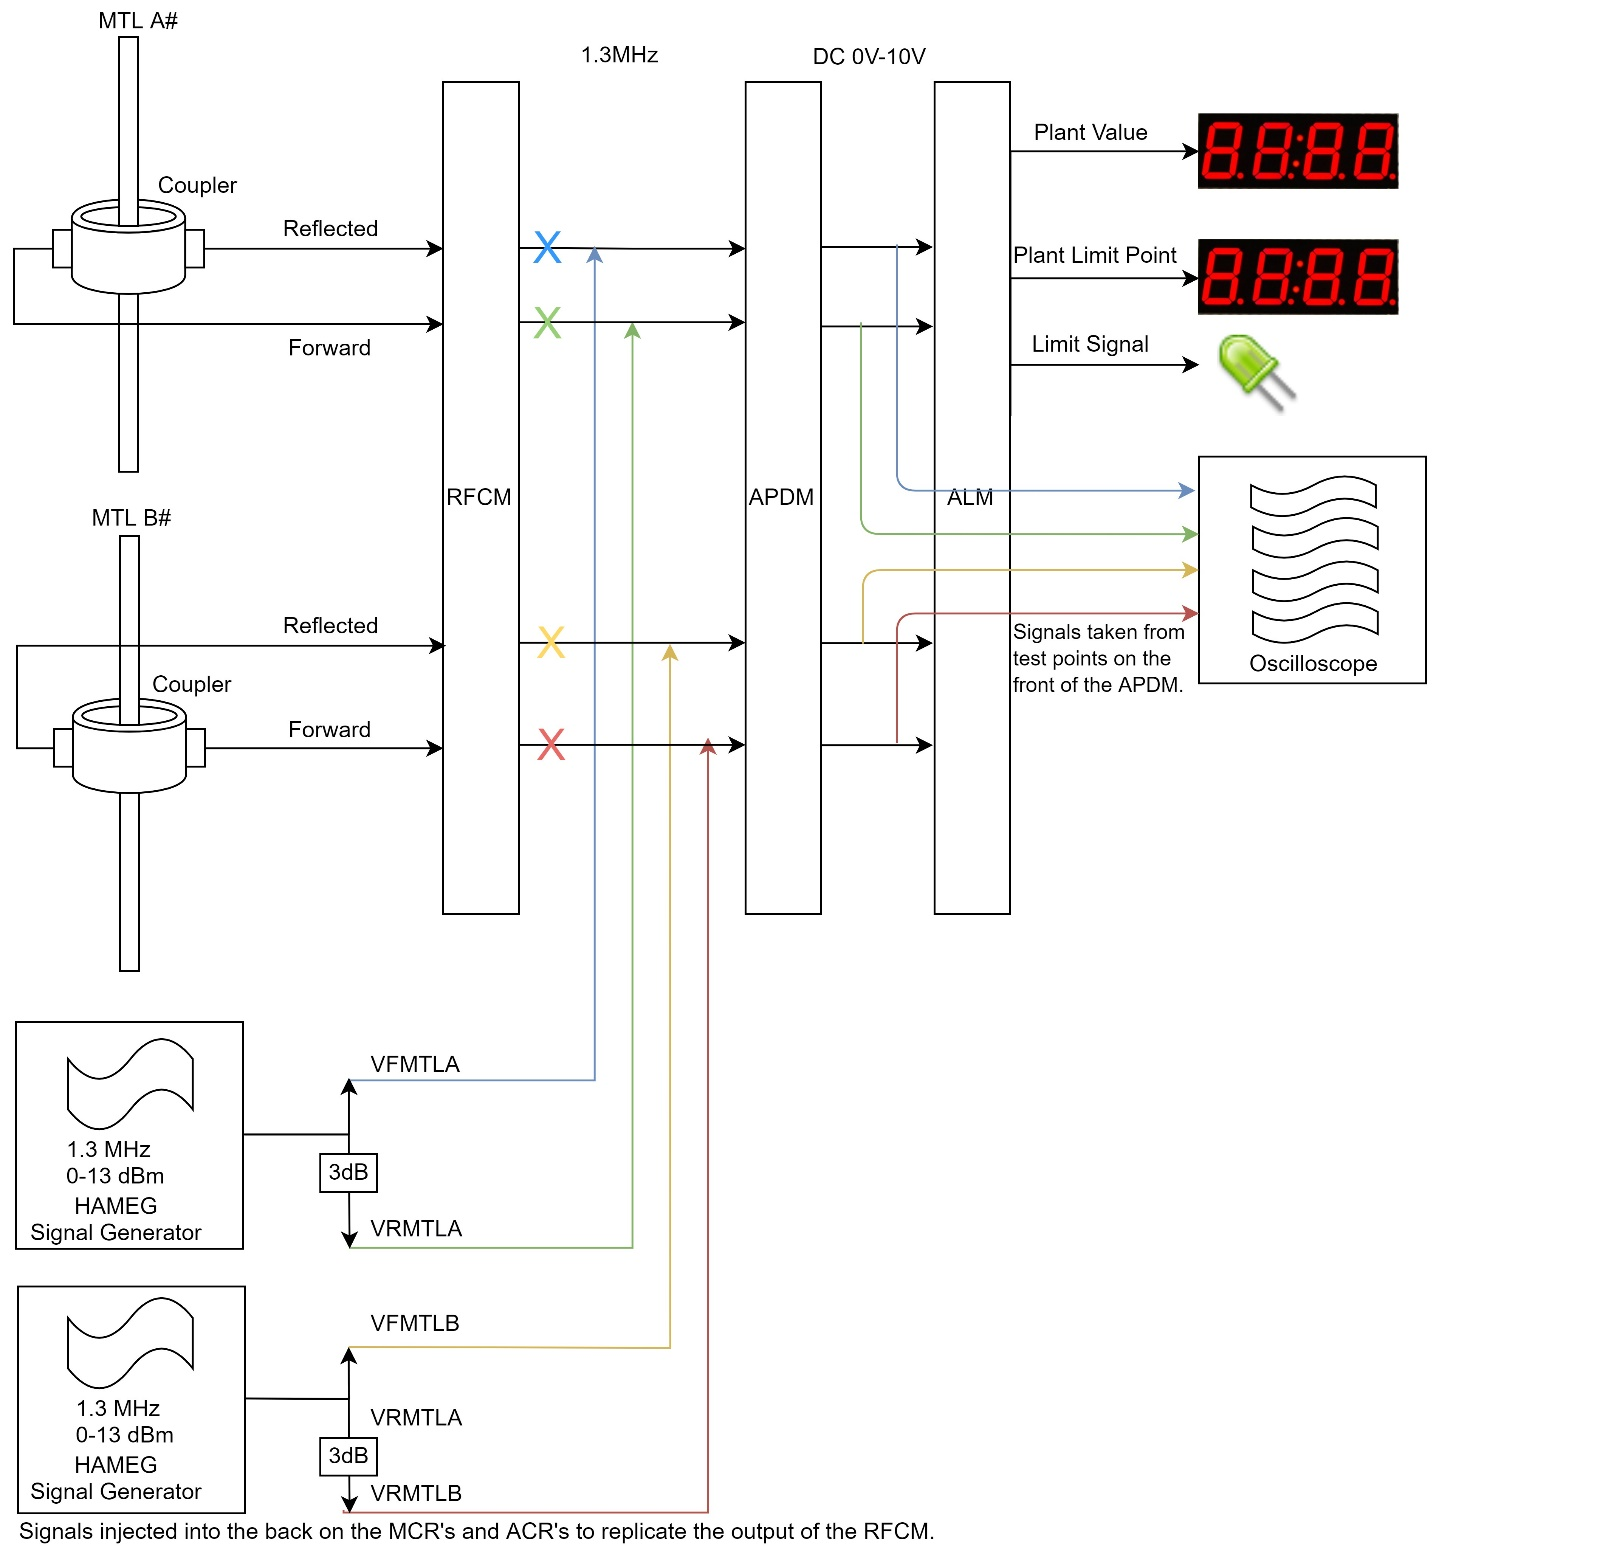 MTL A#
1.3MHz
DC 0V-10V
Plant Value
88:88
Coupler
Reflected
X
Plant Limit Point
88:88
X
Forward
Limit Signal
RFCM
APDM
ALM
MTL B#
Reflected
X
Signals taken from
test points on the
front of the APDM.
Oscilloscope
Coupler
Forward
X
VFMTLA
1.3 MHz
0-13 dBm
HAMEG
Signal Generator
3dB
VRMTLA
VFMTLB
1.3 MHz
0-13 dBm
HAMEG
Signal Generator
VRMTLA
3dB
VRMTLB
Signals injected into the back on the MCR's and ACR's to replicate the output of the RFCM.